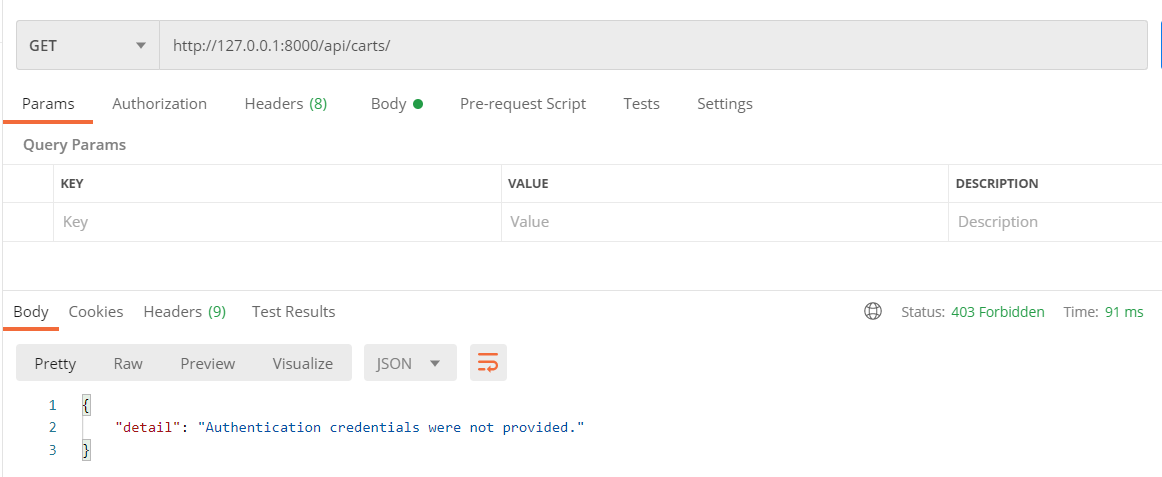 GET http://127.0.0.1:8000/api/carts/
Params Authorization Headers (8) Body Pre-request Script Tests Settings
Query Params
KEY VALUE DESCRIPTION
Key Value Description
Body Cookies Headers (9) Test Results Status: 403 Forbidden Time: 91 ms
Pretty Raw Preview Visualize JSON
1 {
2 "detail": "Authentication credentials were not provided."
3 }